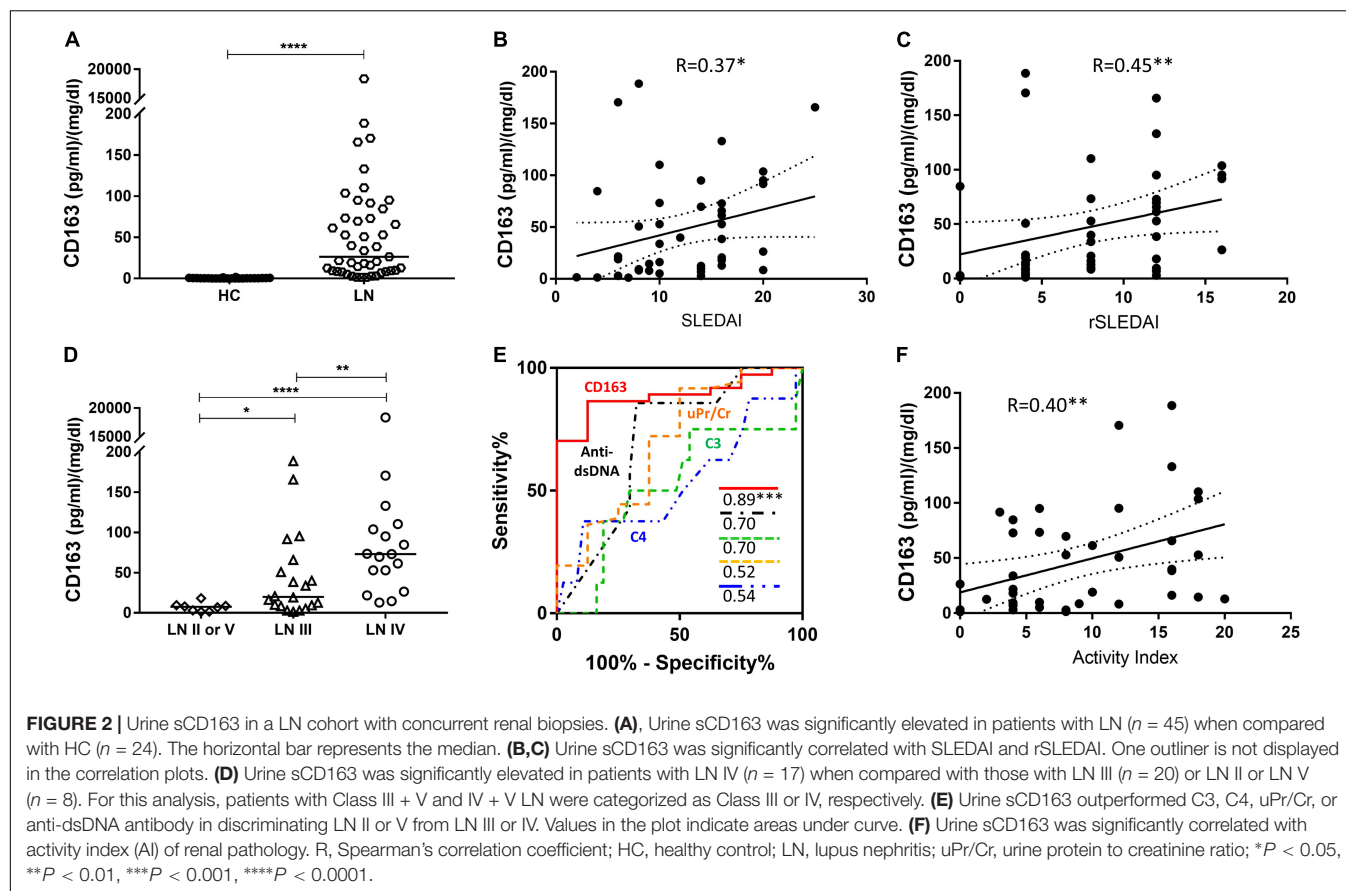 A
****
CD163 (pg/ml)/(mg/dl)
20000
15000
200
150
100
50
0
HC LN
B
R=0.37*
CD163 (pg/ml)/(mg/dl)
200
150
100
50
0
0 10 20 30
SLEDAI
C
R=0.45**
CD163 (pg/ml)/(mg/dl)
200
150
100
50
0
0 5 10 15 20
rSLEDAI
D
**
****
*
CD163 (pg/ml)/(mg/dl)
20000
15000
200
150
100
50
0
LN II or V LN III LN IV
E
Sensitivity%
100
50
0
CD163
uPr/Cr
Anti-
dsDNA
C3
C4
0.89***
0.70
0.70
0.52
0.54
0 50 100
100% - Specificity%
F
R=0.40**
CD163 (pg/ml)/(mg/dl)
200
150
100
50
0
0 5 10 15 20 25
Activity Index
FIGURE 2 | Urine sCD163 in a LN cohort with concurrent renal biopsies. (A), Urine sCD163 was significantly elevated in patients with LN (n = 45) when compared
with HC (n = 24). The horizontal bar represents the median. (B,C) Urine sCD163 was significantly correlated with SLEDAI and rSLEDAI. One outliner is not displayed
in the correlation plots. (D) Urine sCD163 was significantly elevated in patients with LN IV (n = 17) when compared with those with LN III (n = 20) or LN II or LN V
(n = 8). For this analysis, patients with Class III + V and IV + V LN were categorized as Class III or IV, respectively. (E) Urine sCD163 outperformed C3, C4, uPr/Cr, or
anti-dsDNA antibody in discriminating LN II or V from LN III or IV. Values in the plot indicate areas under curve. (F) Urine sCD163 was significantly correlated with
activity index (AI) of renal pathology. R, Spearman's correlation coefficient; HC, healthy control; LN, lupus nephritis; uPr/Cr, urine protein to creatinine ratio; *P < 0.05,
**P < 0.01, ***P < 0.001, ****P < 0.0001.